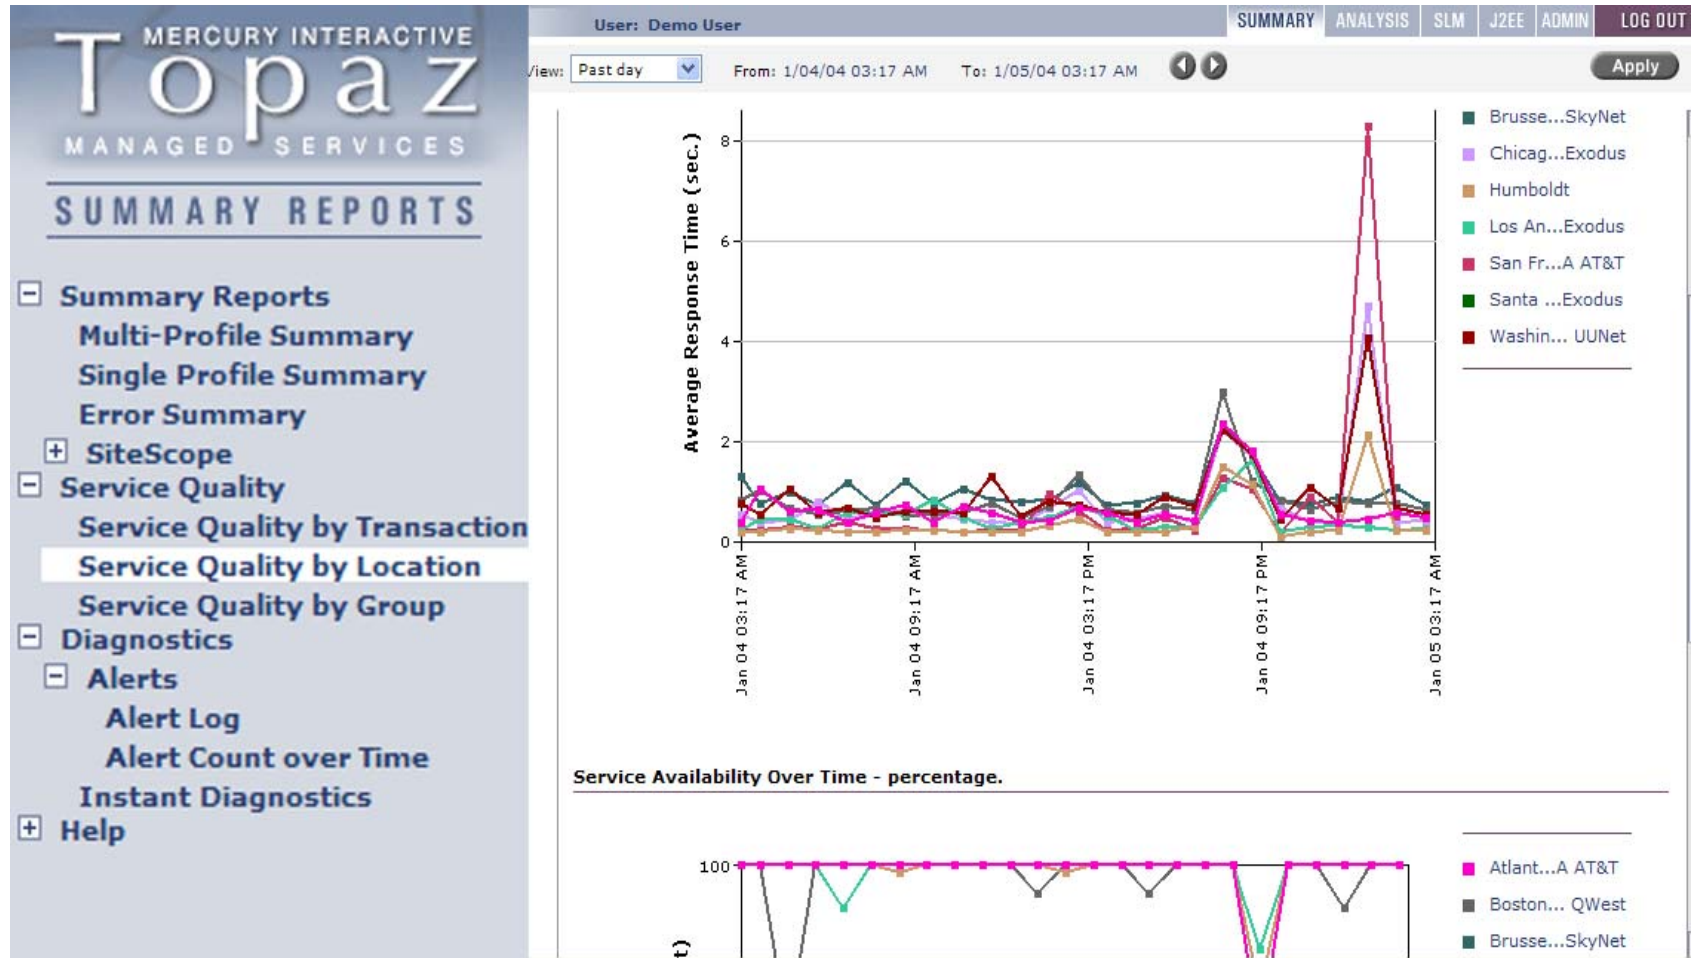 MERCURY INTERACTIVE
Topaz
MANAGED SERVICES
SUMMARY REPORTS
Summary Reports
Multi-Profile Summary
Single Profile Summary
Error Summary
SiteScope
Service Quality
Service Quality by Transaction
Service Quality by Location
Service Quality by Group
Diagnostics
Alerts
Alert Log
Alert Count over Time
Instant Diagnostics
Help
User: Demo User
SUMMARY ANALYSIS SLM J2EE ADMIN LOG OUT
View: Past day From: 1/04/04 03:17 AM To: 1/05/04 03:17 AM Apply
Average Response Time (sec.)
8
6
4
2
0
Jan 04 03:17 AM
Jan 04 09:17 AM
Jan 04 03:17 PM
Jan 04 09:17 PM
Jan 05 03:17 AM
Brusse...SkyNet
Chicag...Exodus
Humboldt
Los An...Exodus
San Fr...A AT&T
Santa ...Exodus
Washin... UUNet
Service Availability Over Time - percentage.
100
Atlant...A AT&T
Boston... QWest
Brusse...SkyNet